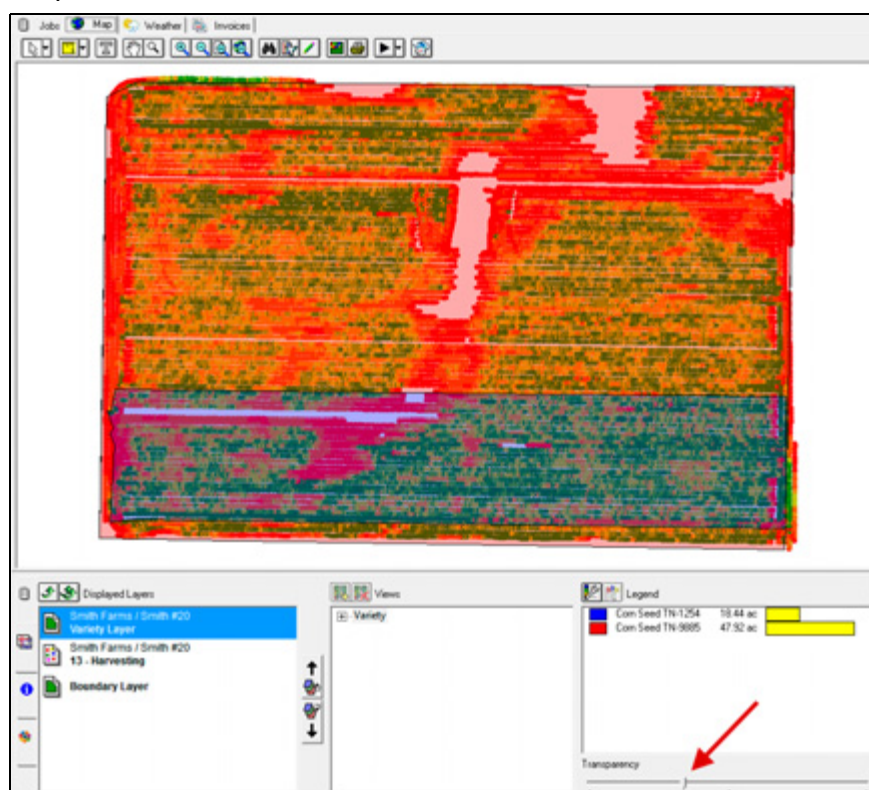 Jobs Map Weather Invoices
Displayed Layers
Smith Farms / Smith #20
Variety Layer
Smith Farms / Smith #20
13 - Harvesting
Boundary Layer
Views
Variety
Legend
Corn Seed TN-1254 18.44 ac
Corn Seed TN-9885 47.92 ac
Transparency